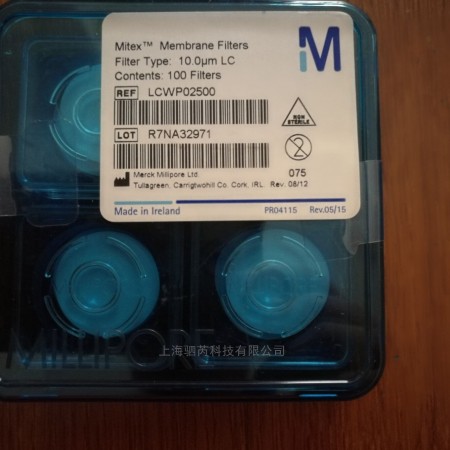 Mitex™ Membrane Filters
Filter Type: 10.0µm LC
Contents: 100 Filters
REF LCWP02500
LOT R7NA32971
NON STERILE
2
075
Merck Millipore Ltd.
Tullagreen, Carrigtwohill Co. Cork, IRL. Rev. 08/12
Made in Ireland PR04115 Rev.05/15
M
MILLIPORE
上海驷芮科技有限公司